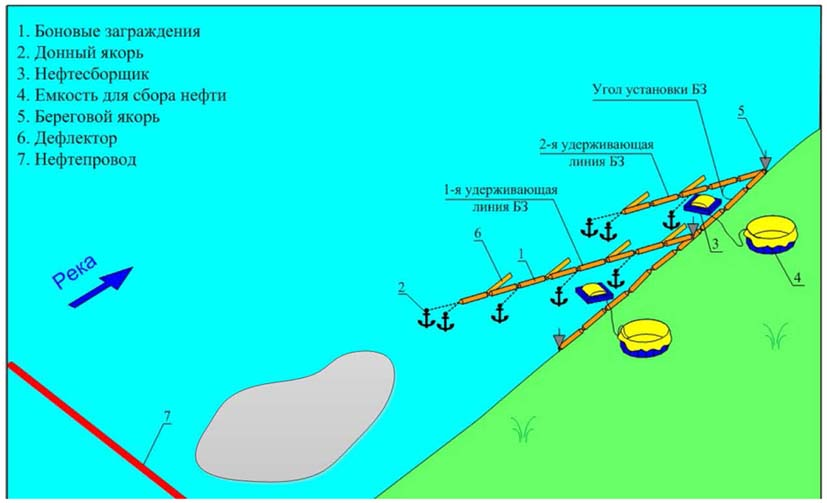 1. Боновые заграждения
2. Донный якорь
3. Нефтесборщик
4. Емкость для сбора нефти
5. Береговой якорь
6. Дефлектор
7. Нефтепровод
Угол установки БЗ
5
2-я удерживающая
линия БЗ
1-я удерживающая
линия БЗ
6
1
3
4
2
Река
7